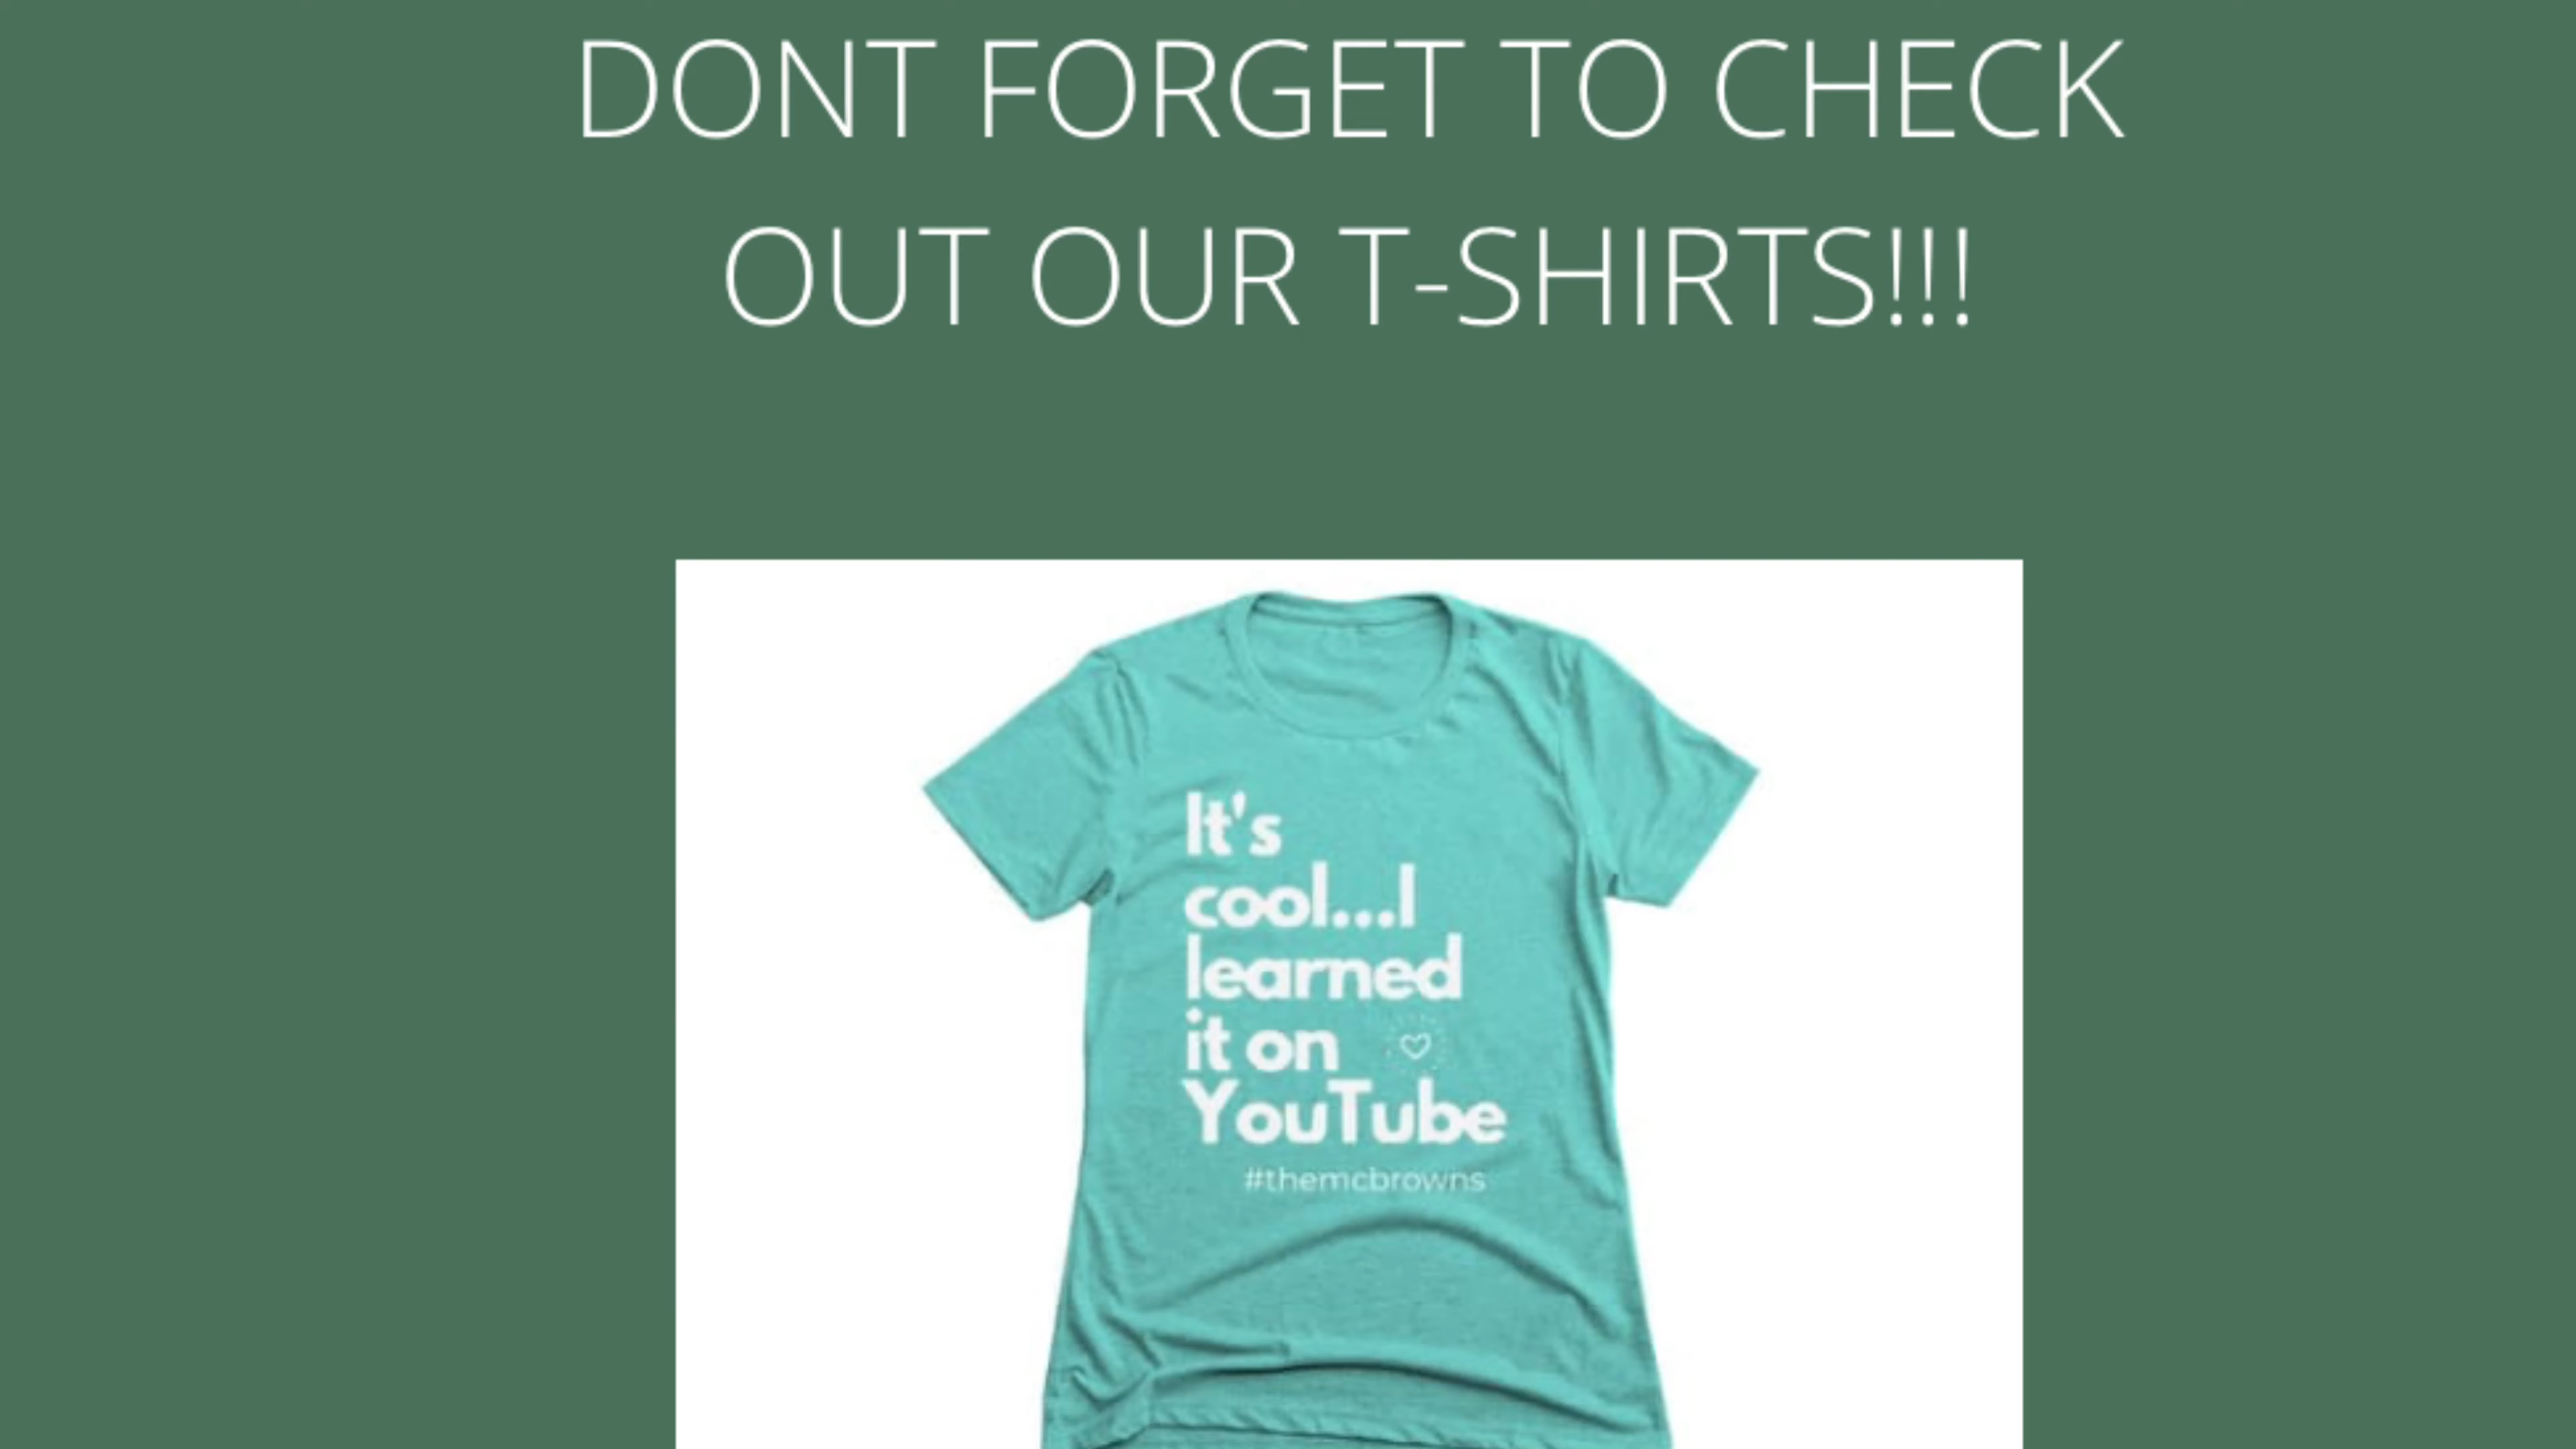 DONT FORGET TO CHECK
OUT OUR T-SHIRTS!!!
It's
cool...I
learned
it on
YouTube
#themcbrowns